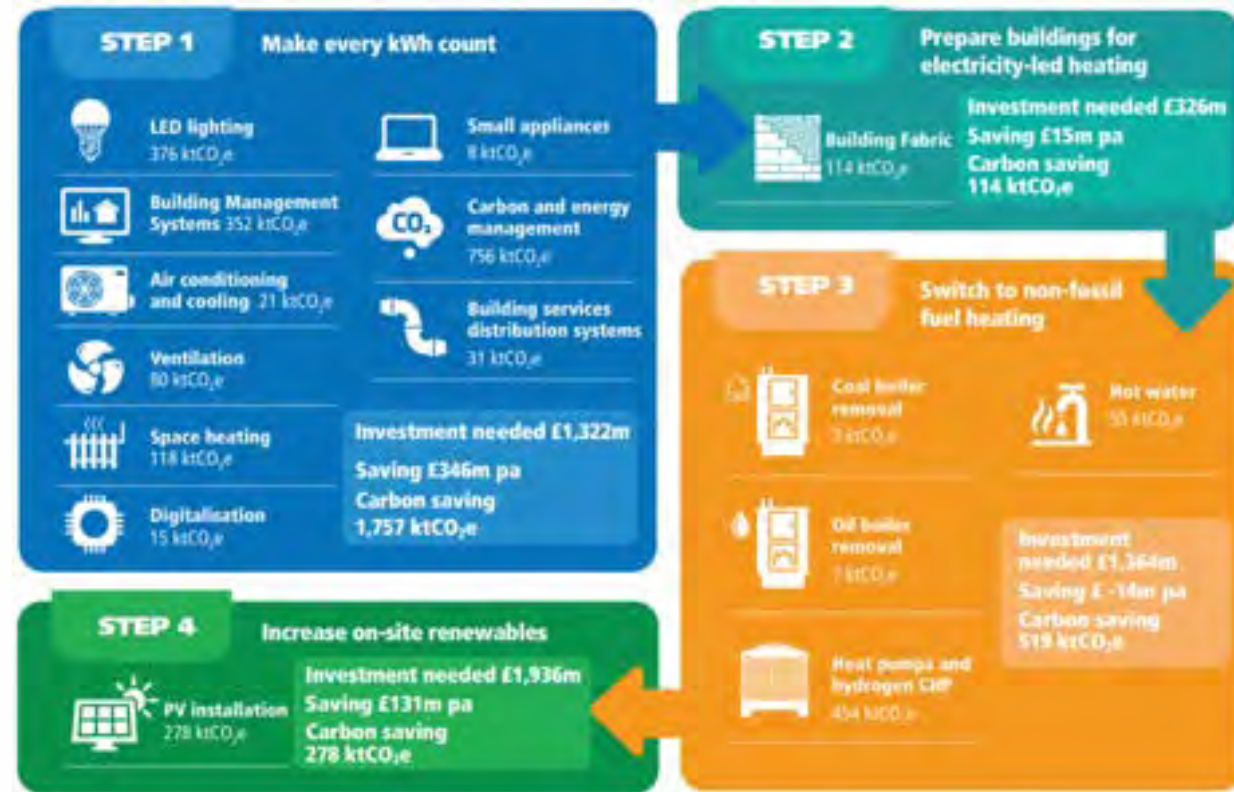 STEP 1
Make every kWh count
LED lighting
376 ktCO₂e
Building Management
Systems 352 ktCO₂e
Air conditioning
and cooling 21 ktCO₂e
Ventilation
80 ktCO₂e
Space heating
118 ktCO₂e
Digitalisation
15 ktCO₂e
Small appliances
8 ktCO₂e
CO₂
Carbon and energy
management
756 ktCO₂e
Building services
distribution systems
31 ktCO₂e
Investment needed £1,322m
Saving £346m pa
Carbon saving
1,757 ktCO₂e
STEP 2
Prepare buildings for
electricity-led heating
Building Fabric
114 ktCO₂e
Investment needed £326m
Saving £15m pa
Carbon saving
114 ktCO₂e
STEP 3
Switch to non-fossil
fuel heating
Coal boiler
removal
3 ktCO₂e
Oil boiler
removal
7 ktCO₂e
Heat pumps and
hydrogen CHP
454 ktCO₂e
Hot water
55 ktCO₂e
Investment
needed £1,364m
Saving £ -14m pa
Carbon saving
519 ktCO₂e
STEP 4
Increase on-site renewables
PV installation
278 ktCO₂e
Investment needed £1,936m
Saving £131m pa
Carbon saving
278 ktCO₂e